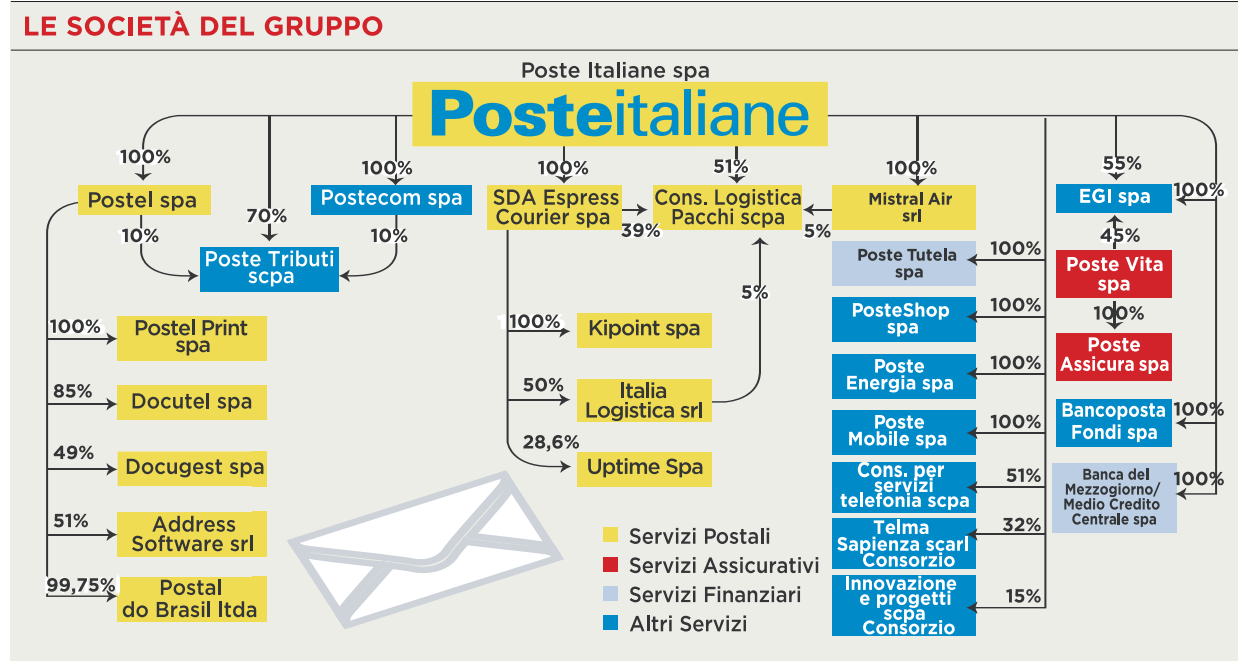 LE SOCIETÀ DEL GRUPPO
Poste Italiane spa
Posteitaliane
100%
Postel spa
70%
100%
Postecom spa
10%
10%
Poste Tributi
scpa
100%
Postel Print
spa
85%
Docutel spa
49%
Docugest spa
51%
Address
Software srl
99,75%
Postal
do Brasil ltda
100%
SDA Espress
Courier spa
39%
51%
Cons. Logistica
Pacchi scpa
5%
100%
Mistral Air
srl
100%
Kipoint spa
50%
Italia
Logistica srl
5%
28,6%
Uptime Spa
Poste Tutela
spa
100%
PosteShop
spa
100%
Poste
Energia spa
100%
Poste
Mobile spa
100%
Cons. per
servizi
telefonia scpa
51%
Telma
Sapienza scarl
Consorzio
32%
Innovazione
e progetti
scpa
Consorzio
15%
55%
EGI spa
100%
45%
Poste Vita
spa
100%
Poste
Assicura spa
Bancoposta
Fondi spa
100%
Banca del
Mezzogiorno/
Medio Credito
Centrale spa
100%
Servizi Postali
Servizi Assicurativi
Servizi Finanziari
Altri Servizi